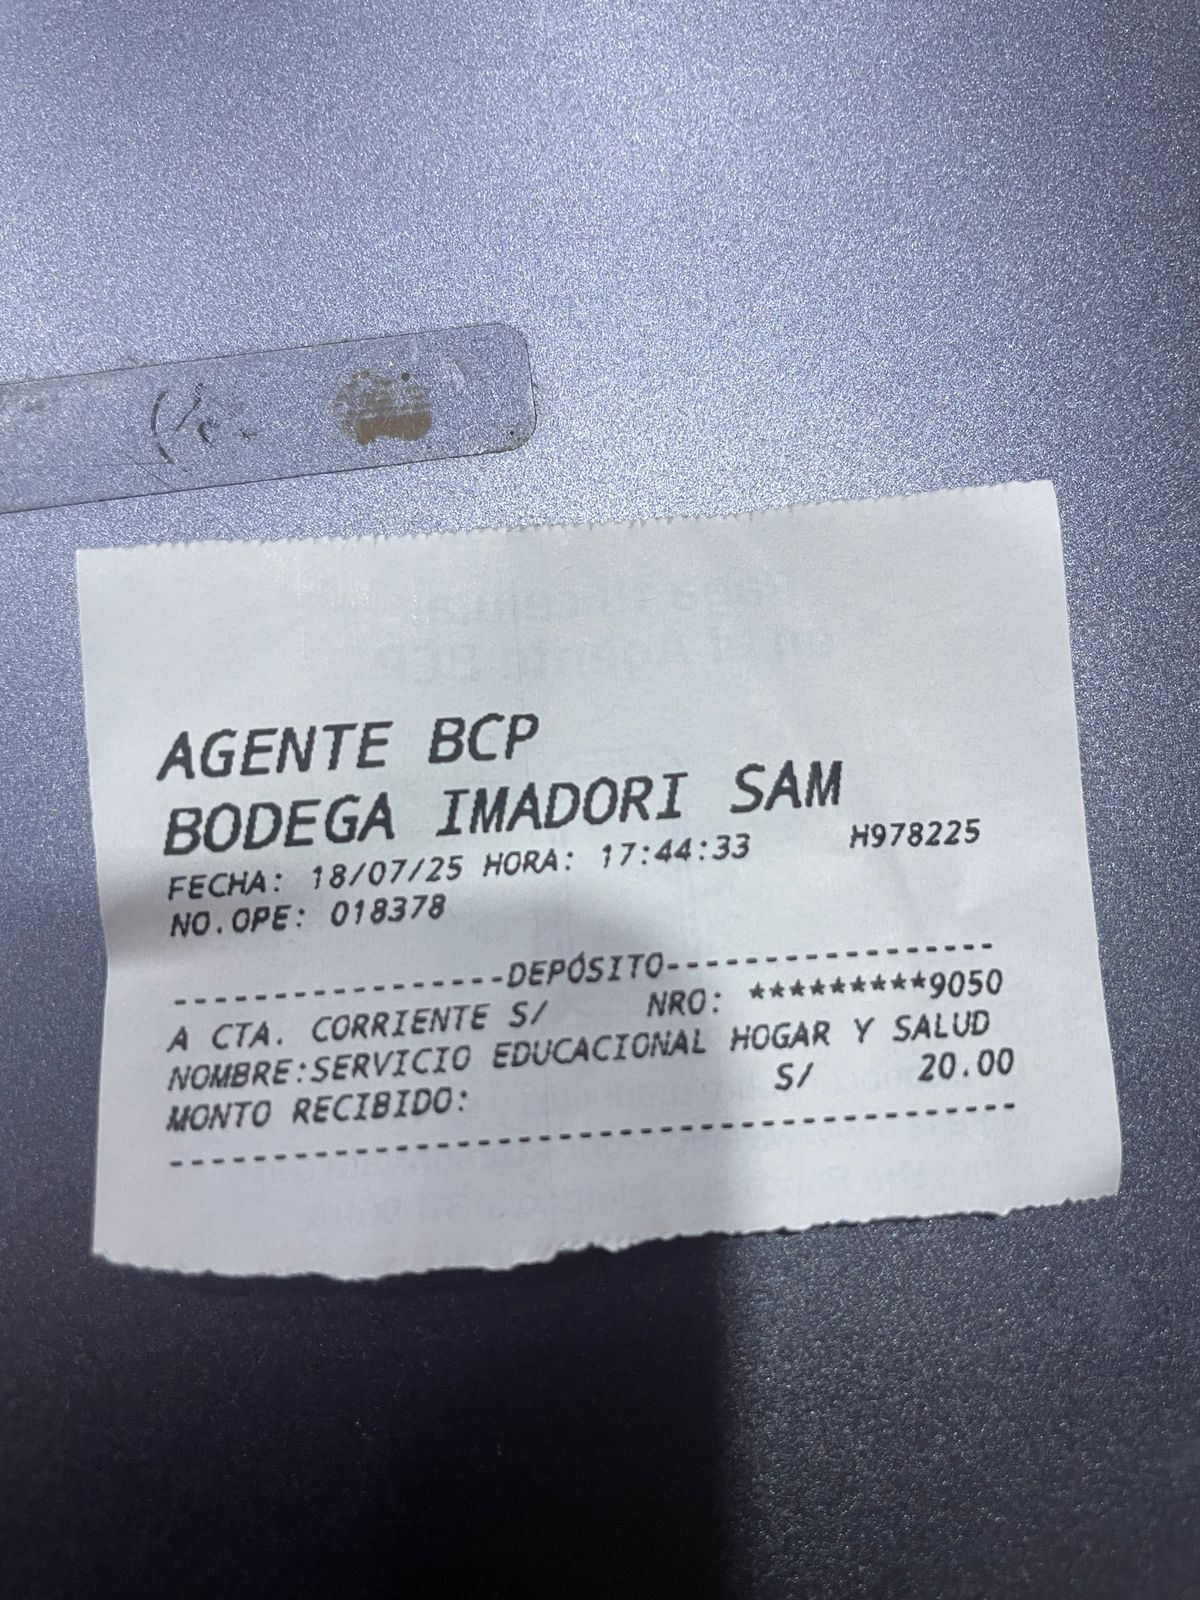 AGENTE BCP
BODEGA IMADORI SAM
FECHA: 18/07/25 HORA: 17:44:33 H978225
NO.OPE: 018378
-----------------DEPÓSITO-----------------
A CTA. CORRIENTE S/ NRO: *********9050
NOMBRE:SERVICIO EDUCACIONAL HOGAR Y SALUD
MONTO RECIBIDO: S/ 20.00
------------------------------------------